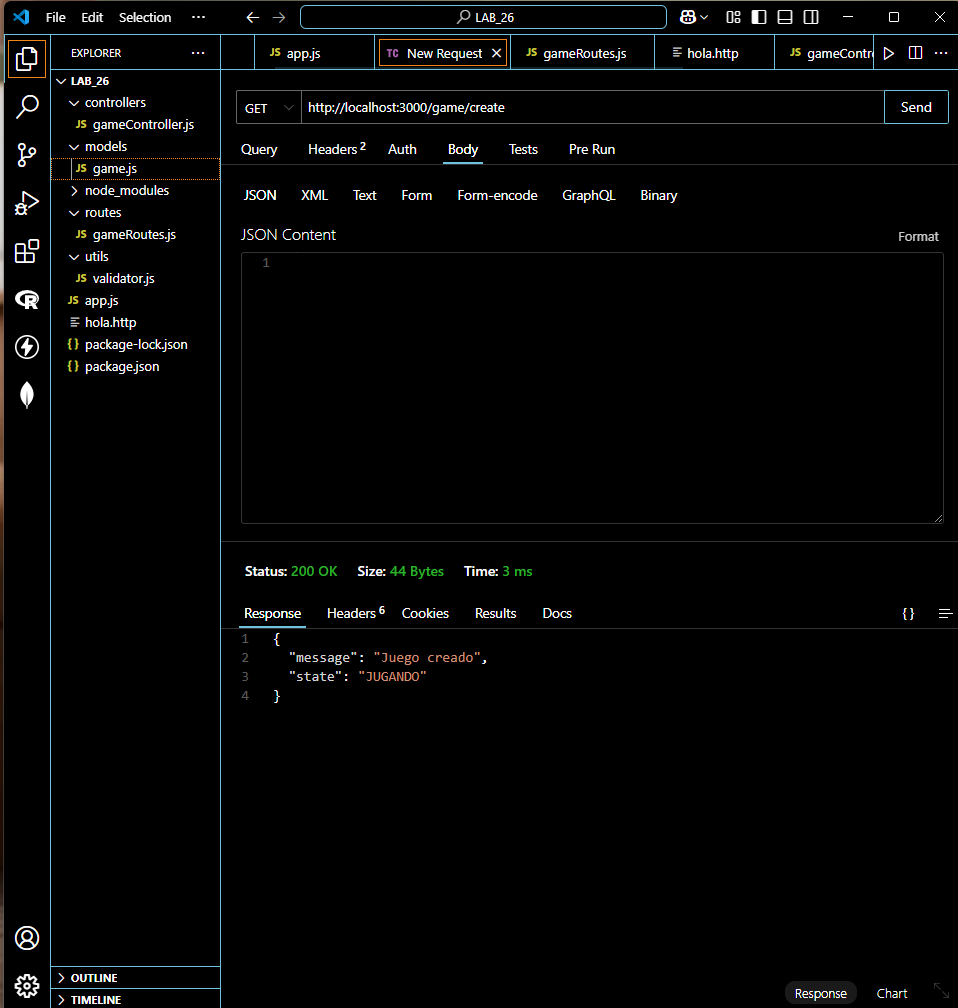 File Edit Selection ··· LAB_26
EXPLORER ···
app.js
TC New Request
JS gameRoutes.js
hola.http
JS gameContro
LAB_26
controllers
JS gameController.js
models
JS game.js
node_modules
routes
JS gameRoutes.js
utils
JS validator.js
JS app.js
hola.http
{} package-lock.json
{} package.json
OUTLINE
TIMELINE
GET http://localhost:3000/game/create Send
Query Headers 2 Auth Body Tests Pre Run
JSON XML Text Form Form-encode GraphQL Binary
JSON Content Format
1
Status: 200 OK Size: 44 Bytes Time: 3 ms
Response Headers 6 Cookies Results Docs {}
1 {
2 "message": "Juego creado",
3 "state": "JUGANDO"
4 }
Response Chart